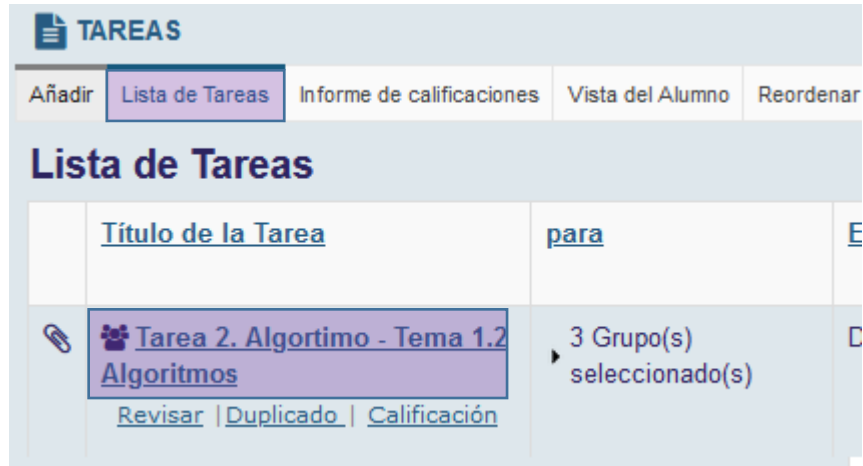 TAREAS
Añadir Lista de Tareas Informe de calificaciones Vista del Alumno Reordenar
Lista de Tareas
Título de la Tarea para E
Tarea 2. Algortimo - Tema 1.2 3 Grupo(s) D
Algoritmos seleccionado(s)
Revisar | Duplicado | Calificación